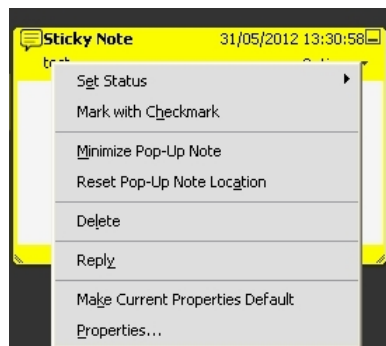 Sticky Note 31/05/2012 13:30:58
Set Status
Mark with Checkmark
Minimize Pop-Up Note
Reset Pop-Up Note Location
Delete
Reply
Make Current Properties Default
Properties...